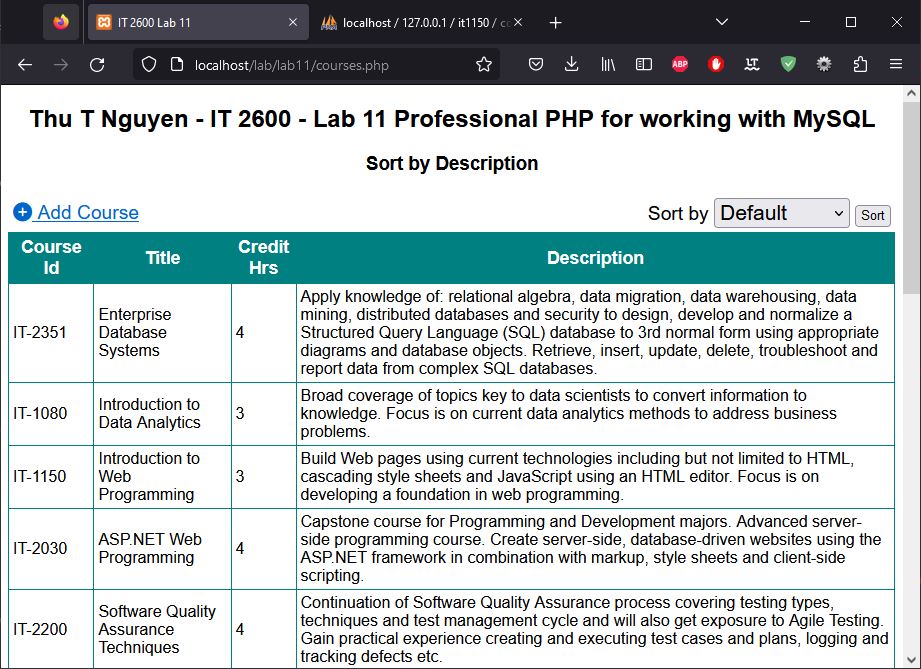 IT 2600 Lab 11
localhost / 127.0.0.1 / it1150 /
localhost/lab/lab11/courses.php
ABP
Thu T Nguyen - IT 2600 - Lab 11 Professional PHP for working with MySQL
Sort by Description
Add Course
Sort by Default Sort
Course Id Title Credit Hrs Description
IT-2351
Enterprise
Database
Systems
4
Apply knowledge of: relational algebra, data migration, data warehousing, data
mining, distributed databases and security to design, develop and normalize a
Structured Query Language (SQL) database to 3rd normal form using appropriate
diagrams and database objects. Retrieve, insert, update, delete, troubleshoot and
report data from complex SQL databases.
IT-1080
Introduction to
Data Analytics
3
Broad coverage of topics key to data scientists to convert information to
knowledge. Focus is on current data analytics methods to address business
problems.
IT-1150
Introduction to
Web
Programming
3
Build Web pages using current technologies including but not limited to HTML,
cascading style sheets and JavaScript using an HTML editor. Focus is on
developing a foundation in web programming.
IT-2030
ASP.NET Web
Programming
4
Capstone course for Programming and Development majors. Advanced server-
side programming course. Create server-side, database-driven websites using the
ASP.NET framework in combination with markup, style sheets and client-side
scripting.
IT-2200
Software Quality
Assurance
Techniques
4
Continuation of Software Quality Assurance process covering testing types,
techniques and test management cycle and will also get exposure to Agile Testing.
Gain practical experience creating and executing test cases and plans, logging and
tracking defects etc.